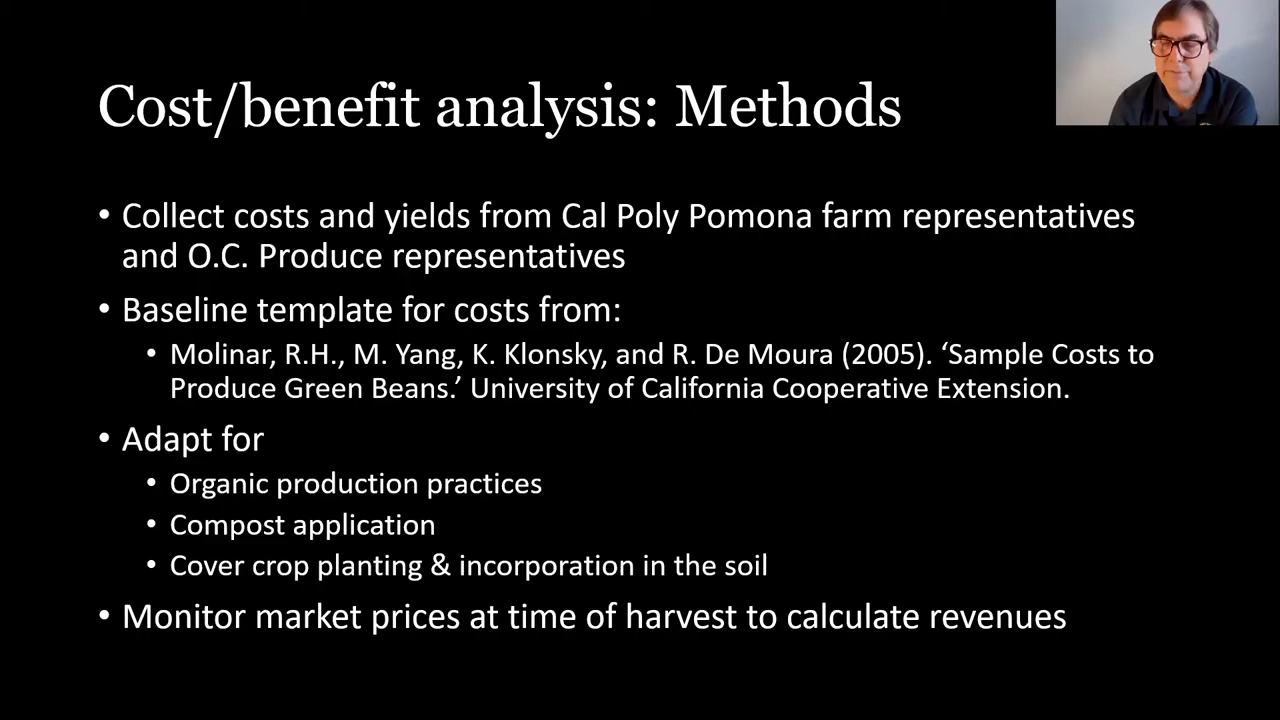 Cost/benefit analysis: Methods
• Collect costs and yields from Cal Poly Pomona farm representatives
and O.C. Produce representatives
• Baseline template for costs from:
• Molinar, R.H., M. Yang, K. Klonsky, and R. De Moura (2005). ‘Sample Costs to
Produce Green Beans.’ University of California Cooperative Extension.
• Adapt for
• Organic production practices
• Compost application
• Cover crop planting & incorporation in the soil
• Monitor market prices at time of harvest to calculate revenues